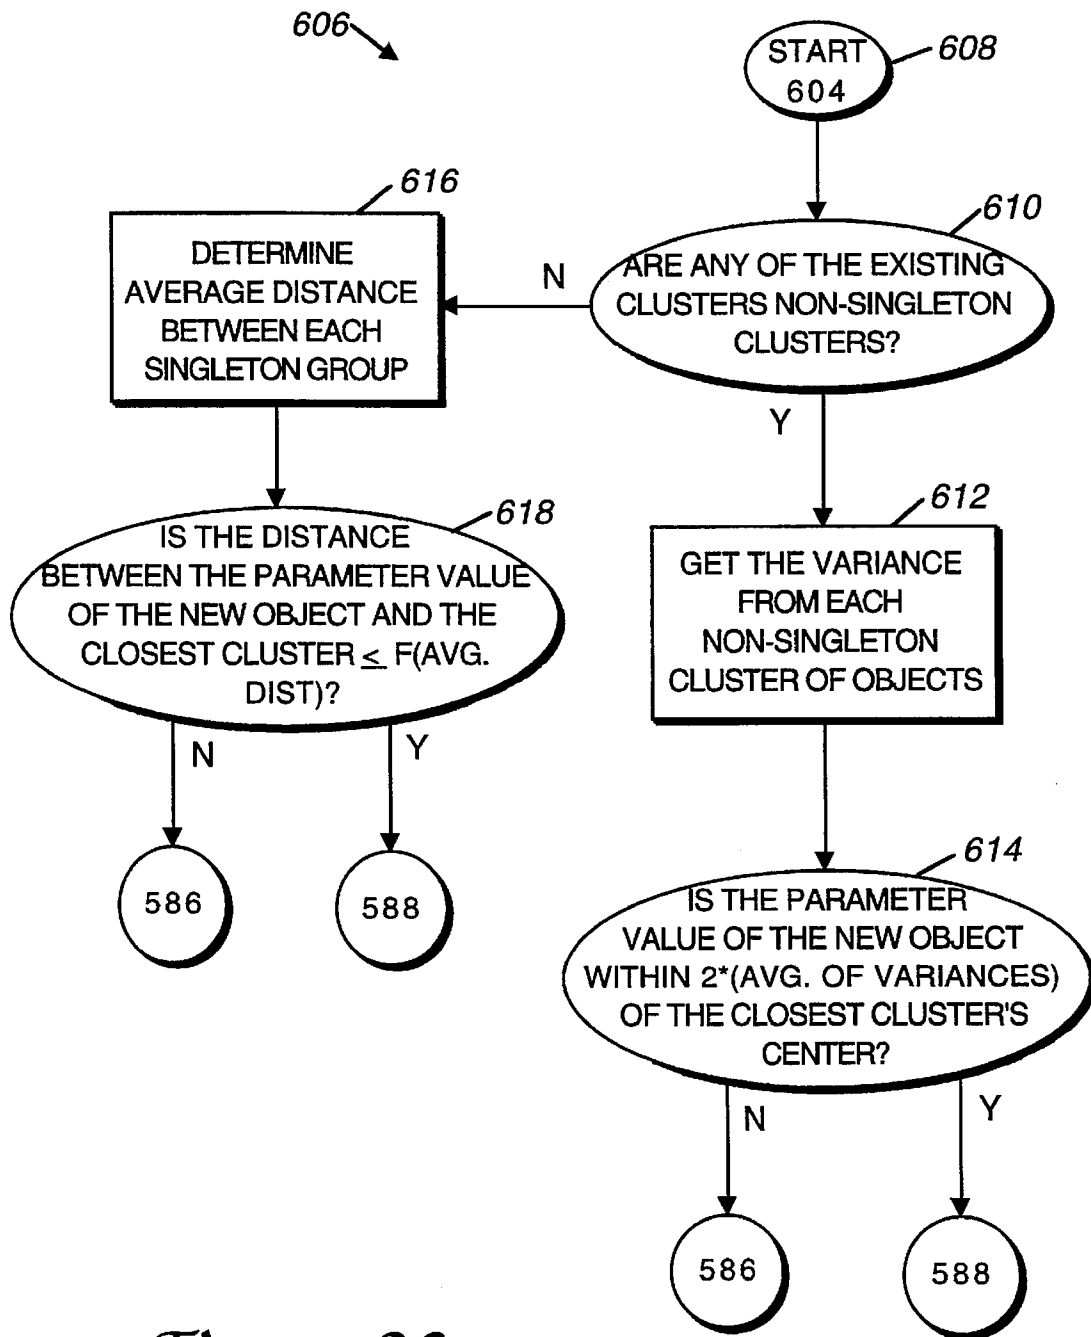 606
START
604
608
616
610
DETERMINE
AVERAGE DISTANCE
BETWEEN EACH
SINGLETON GROUP
N
ARE ANY OF THE EXISTING
CLUSTERS NON-SINGLETON
CLUSTERS?
Y
618
IS THE DISTANCE
BETWEEN THE PARAMETER VALUE
OF THE NEW OBJECT AND THE
CLOSEST CLUSTER ≤ F(AVG.
DIST)?
612
GET THE VARIANCE
FROM EACH
NON-SINGLETON
CLUSTER OF OBJECTS
N
Y
586
588
614
IS THE PARAMETER
VALUE OF THE NEW OBJECT
WITHIN 2*(AVG. OF VARIANCES)
OF THE CLOSEST CLUSTER'S
CENTER?
N
Y
586
588